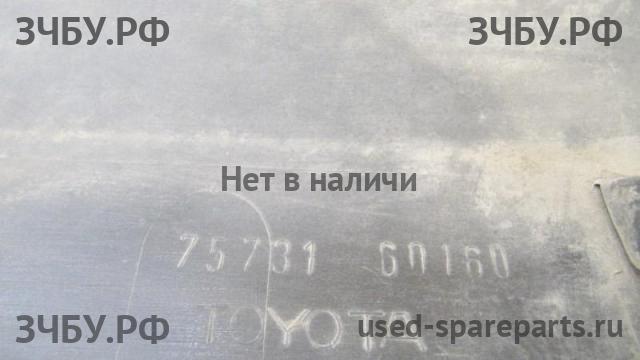 ЗЧБУ.РФ ЗЧБУ.РФ
Нет в наличи
75731 60160
TOYOTA
ЗЧБУ.РФ used-spareparts.ru